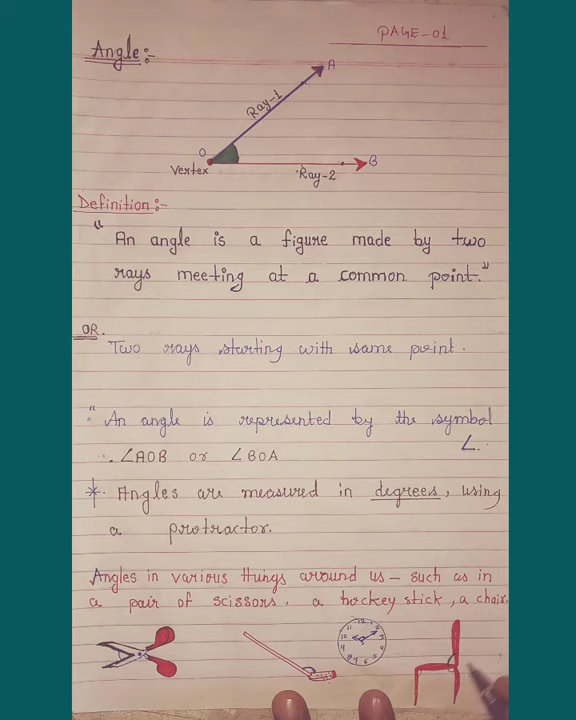 PAGE-01
Angle:-
A
Ray-1
O
B
Vertex
Ray-2
Definition:-
"An angle is a figure made by two
rays meeting at a common point."
OR.
Two rays starting with same point.
"An angle is represented by the symbol
∠.
∴ ∠AOB or ∠BOA
* Angles are measured in degrees, using
a protractor.
Angles in various things around us – such as in
a pair of scissors, a hockey stick, a chair.